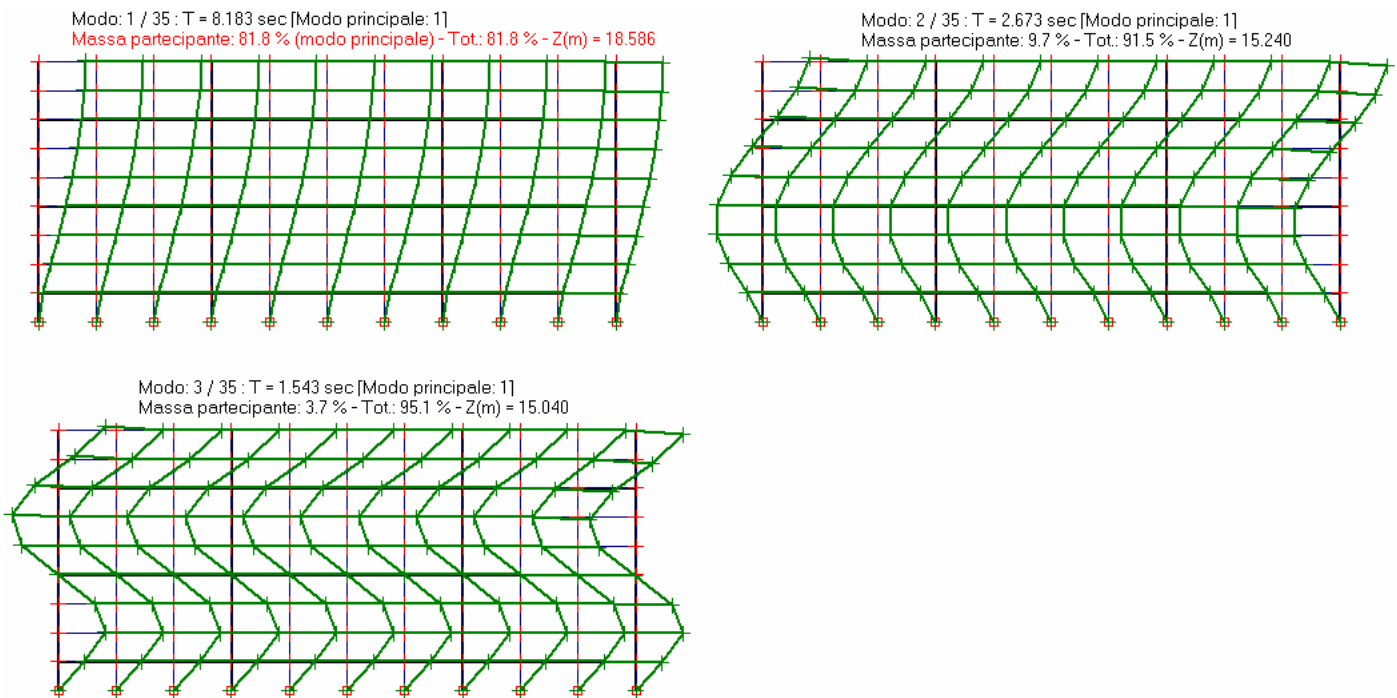 Modo: 1 / 35 : T = 8.183 sec [Modo principale: 1]
Massa partecipante: 81.8 % (modo principale) - Tot.: 81.8 % - Z(m) = 18.586
Modo: 2 / 35 : T = 2.673 sec [Modo principale: 1]
Massa partecipante: 9.7 % - Tot.: 91.5 % - Z(m) = 15.240
Modo: 3 / 35 : T = 1.543 sec [Modo principale: 1]
Massa partecipante: 3.7 % - Tot.: 95.1 % - Z(m) = 15.040